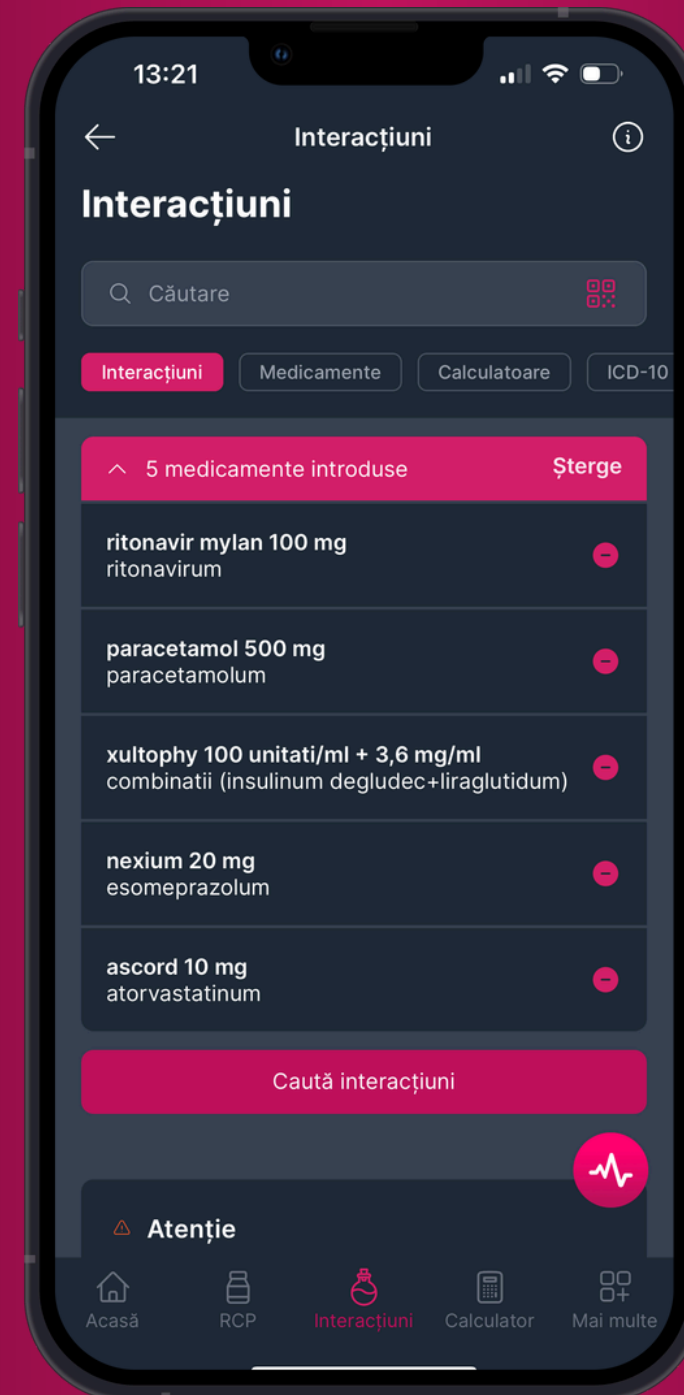 13:21
Interacțiuni
Interacțiuni
Căutare
Interacțiuni Medicamente Calculatoare ICD-10
5 medicamente introduse Șterge
ritonavir mylan 100 mg
ritonavirum
paracetamol 500 mg
paracetamolum
xultophy 100 unitati/ml + 3,6 mg/ml
combinatii (insulinum degludec+liraglutidum)
nexium 20 mg
esomeprazolum
ascord 10 mg
atorvastatinum
Caută interacțiuni
Atenție
Acasă RCP Interacțiuni Calculator Mai multe